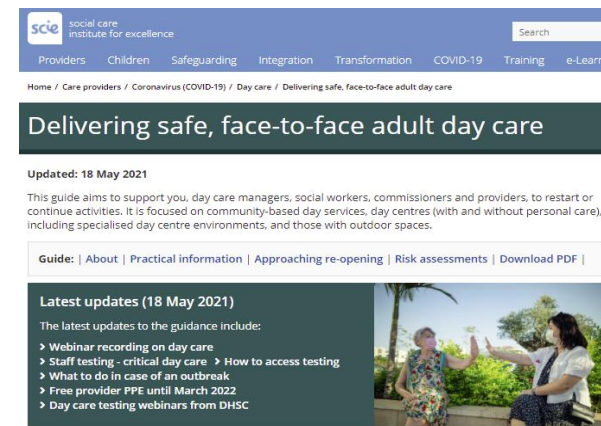 scie social care
institute for excellence
Search
Providers Children Safeguarding Integration Transformation COVID-19 Training e-Learn
Home / Care providers / Coronavirus (COVID-19) / Day care / Delivering safe, face-to-face adult day care
Delivering safe, face-to-face adult day care
Updated: 18 May 2021
This guide aims to support you, day care managers, social workers, commissioners and providers, to restart or
continue activities. It is focused on community-based day services, day centres (with and without personal care),
including specialised day centre environments, and those with outdoor spaces.
Guide: | About | Practical information | Approaching re-opening | Risk assessments | Download PDF |
Latest updates (18 May 2021)
The latest updates to the guidance include:
> Webinar recording on day care
> Staff testing - critical day care > How to access testing
> What to do in case of an outbreak
> Free provider PPE until March 2022
> Day care testing webinars from DHSC